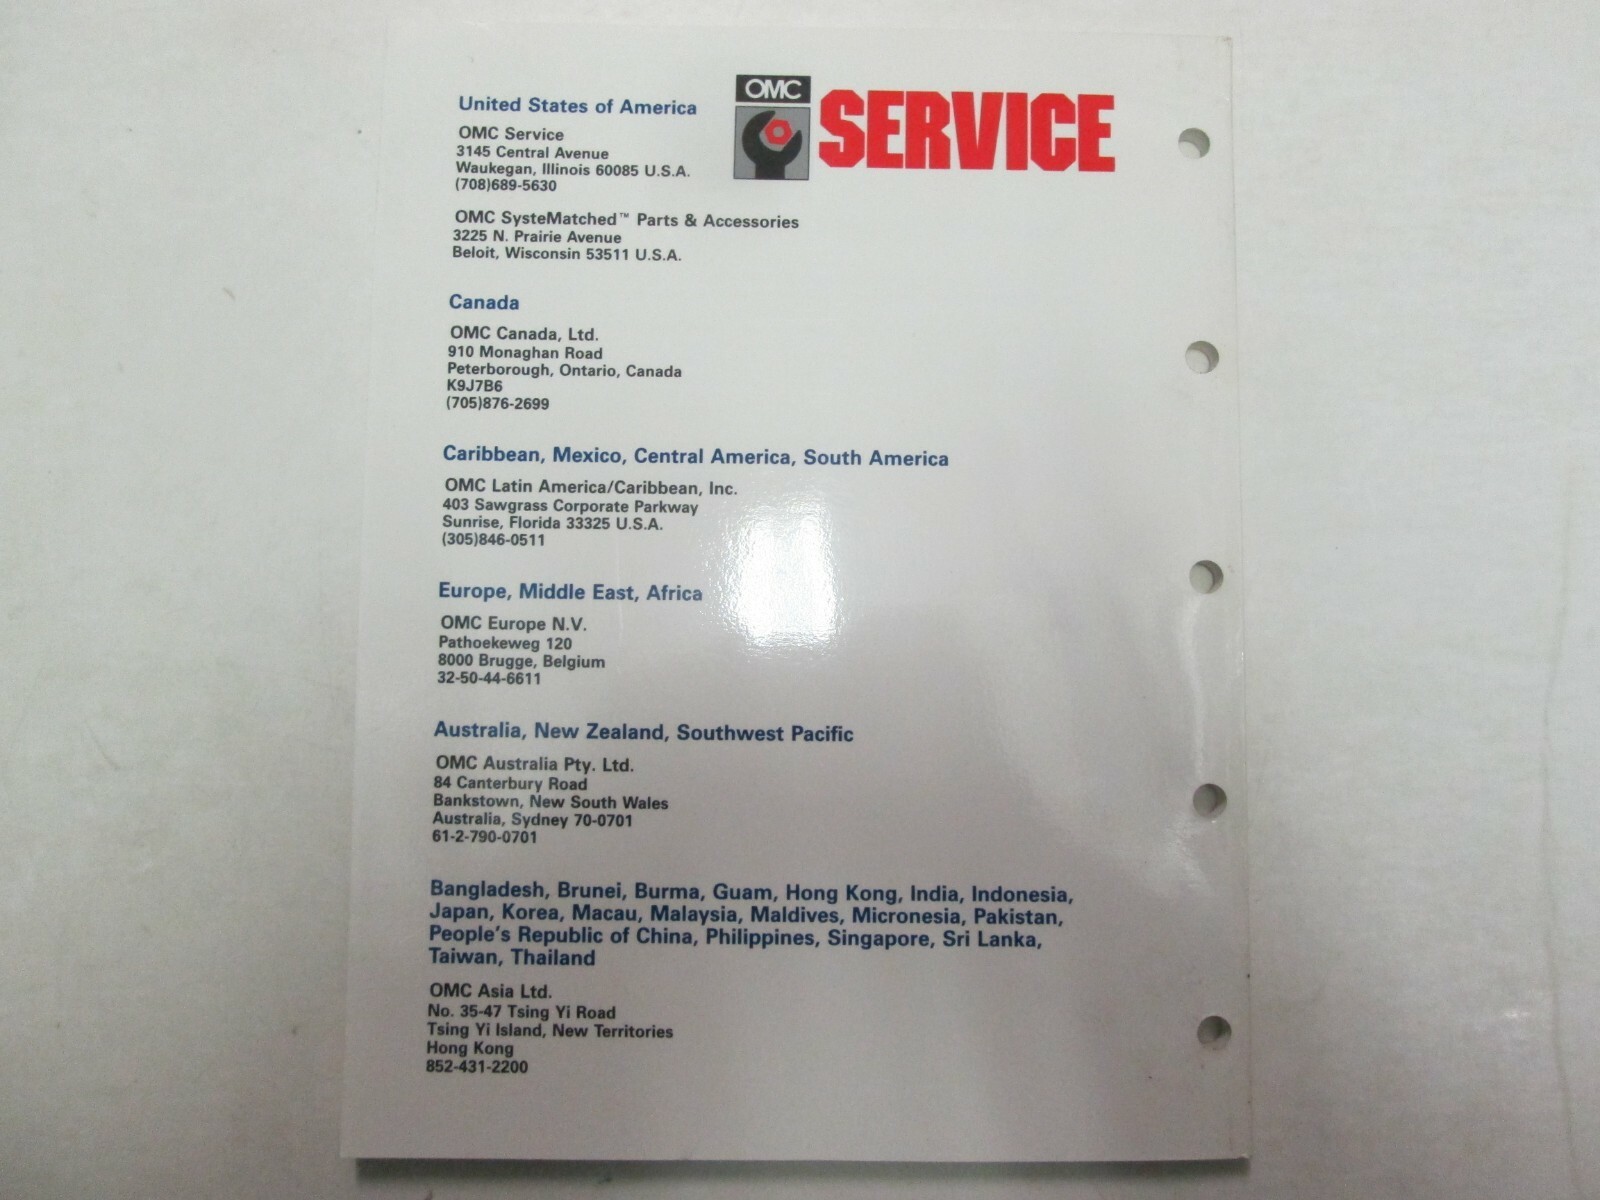 OMC
SERVICE
United States of America
OMC Service
3145 Central Avenue
Waukegan, Illinois 60085 U.S.A.
(708)689-5630
OMC SysteMatched™ Parts & Accessories
3225 N. Prairie Avenue
Beloit, Wisconsin 53511 U.S.A.
Canada
OMC Canada, Ltd.
910 Monaghan Road
Peterborough, Ontario, Canada
K9J7B6
(705)876-2699
Caribbean, Mexico, Central America, South America
OMC Latin America/Caribbean, Inc.
403 Sawgrass Corporate Parkway
Sunrise, Florida 33325 U.S.A.
(305)846-0511
Europe, Middle East, Africa
OMC Europe N.V.
Pathoekeweg 120
8000 Brugge, Belgium
32-50-44-6611
Australia, New Zealand, Southwest Pacific
OMC Australia Pty. Ltd.
84 Canterbury Road
Bankstown, New South Wales
Australia, Sydney 70-0701
61-2-790-0701
Bangladesh, Brunei, Burma, Guam, Hong Kong, India, Indonesia,
Japan, Korea, Macau, Malaysia, Maldives, Micronesia, Pakistan,
People's Republic of China, Philippines, Singapore, Sri Lanka,
Taiwan, Thailand
OMC Asia Ltd.
No. 35-47 Tsing Yi Road
Tsing Yi Island, New Territories
Hong Kong
852-431-2200